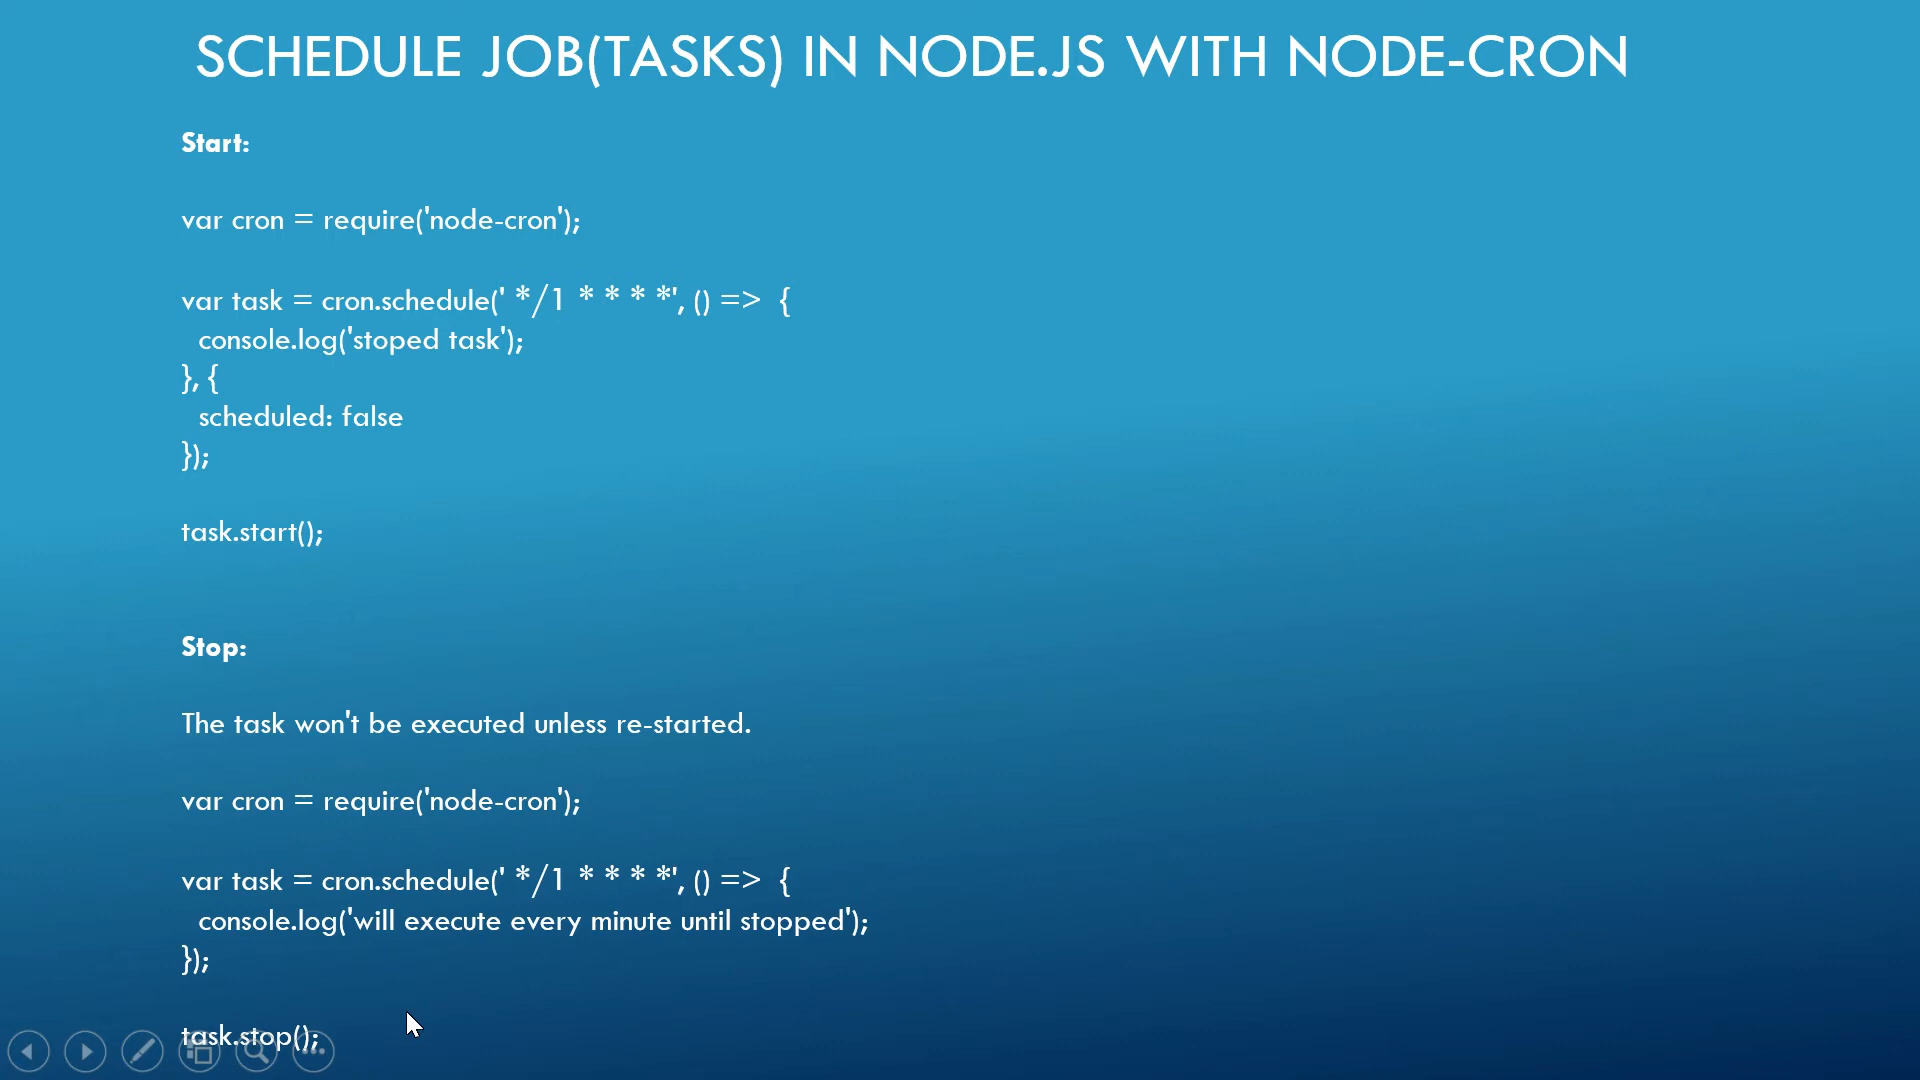 SCHEDULE JOB(TASKS) IN NODE.JS WITH NODE-CRON
Start:
var cron = require('node-cron');
var task = cron.schedule(' */1 * * * *', () =>  {
  console.log('stoped task');
}, {
  scheduled: false
});
task.start();
Stop:
The task won't be executed unless re-started.
var cron = require('node-cron');
var task = cron.schedule(' */1 * * * *', () =>  {
  console.log('will execute every minute until stopped');
});
task.stop();